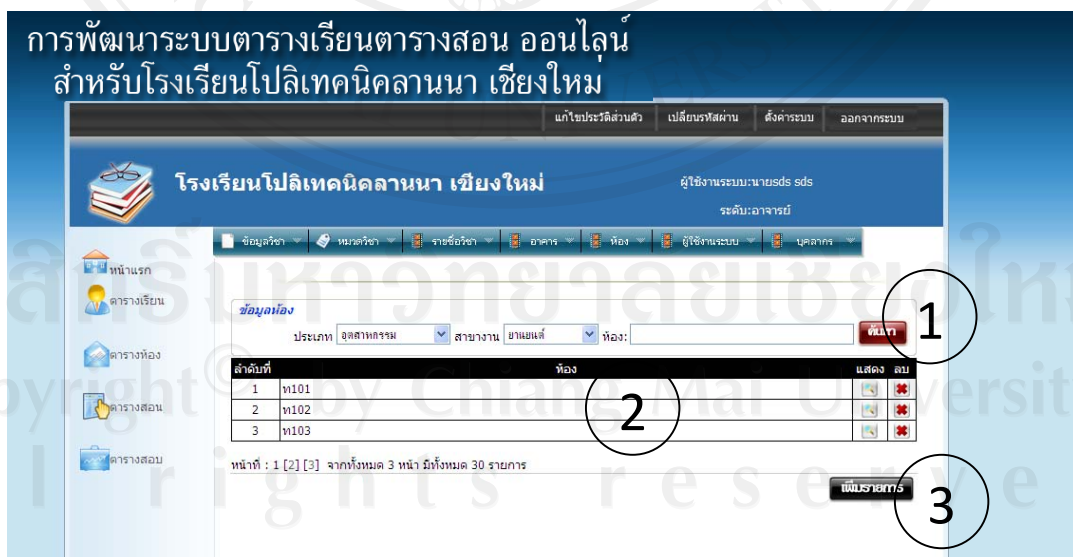 การพัฒนาระบบตารางเรียนตารางสอน ออนไลน์
สำหรับโรงเรียนโปลิเทคนิคลานนา เชียงใหม่
แก้ไขประวัติส่วนตัว เปลี่ยนรหัสผ่าน ตั้งค่าระบบ ออกจากระบบ
โรงเรียนโปลิเทคนิคลานนา เชียงใหม่
ผู้ใช้งานระบบ:นายsds sds
ระดับ:อาจารย์
ข้อมูลวิชา หมวดวิชา รายชื่อวิชา อาคาร ห้อง ผู้ใช้งานระบบ บุคลากร
หน้าแรก
ตารางเรียน
ตารางห้อง
ตารางสอน
ตารางสอบ
ข้อมูลห้อง
ประเภท อุตสาหกรรม สายงาน ยานยนต์ ห้อง: ค้นหา
1
ลำดับที่ ห้อง แสดง ลบ
1 ท101
2 ท102
3 ท103
2
หน้าที่ : 1 [2] [3] จากทั้งหมด 3 หน้า มีทั้งหมด 30 รายการ
เพิ่มรายการ
3
by Chiang Mai Universit
rights reserve